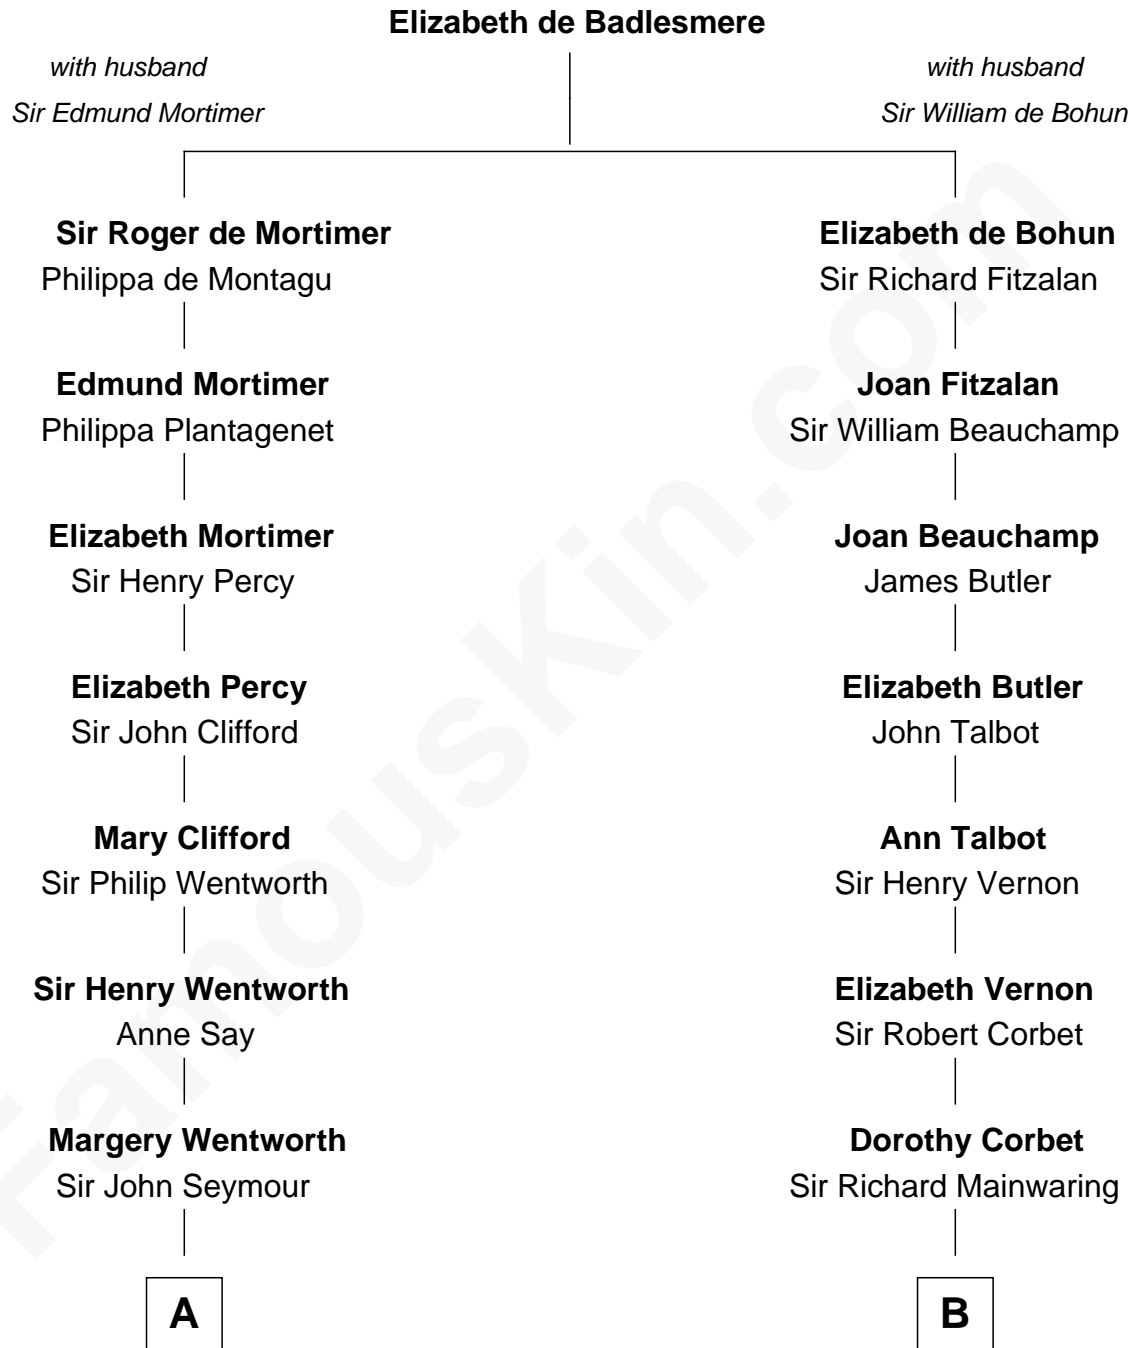 Elizabeth de Badlesmere
with husband
Sir Edmund Mortimer
with husband
Sir William de Bohun
Sir Roger de Mortimer
Philippa de Montagu
Elizabeth de Bohun
Sir Richard Fitzalan
Edmund Mortimer
Philippa Plantagenet
Joan Fitzalan
Sir William Beauchamp
Elizabeth Mortimer
Sir Henry Percy
Joan Beauchamp
James Butler
Elizabeth Percy
Sir John Clifford
Elizabeth Butler
John Talbot
Mary Clifford
Sir Philip Wentworth
Ann Talbot
Sir Henry Vernon
Sir Henry Wentworth
Anne Say
Elizabeth Vernon
Sir Robert Corbet
Margery Wentworth
Sir John Seymour
Dorothy Corbet
Sir Richard Mainwaring
A
B
FamousKin.com